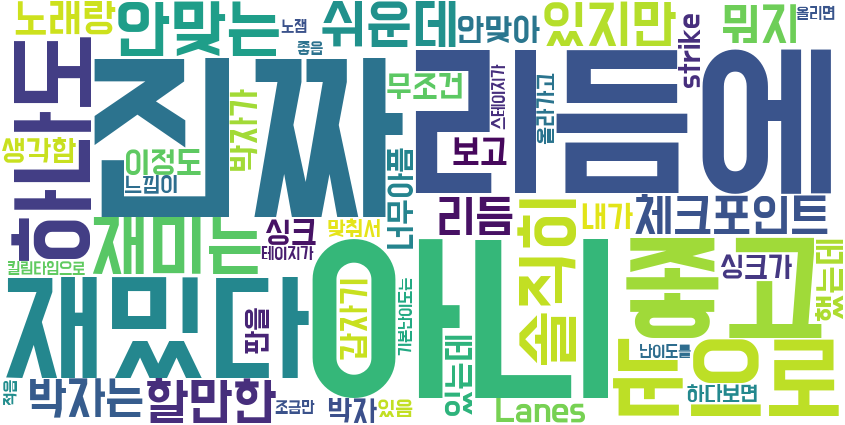 노래랑
안맞는
노잼
좋음
쉬운데
안맞아
있지만
strike
뭐지
올리면
하나도
진짜
리듬에
무조건
스테이지가
올라가고
생각함
이정도
느낌이
박자가
보고
너무아픔
재미는
싱크
테이지가
맞춰서
리듬
솔직히
내가
체크포인트
킬링타임으로
재밌다
판을
아니
갑자기
기본난이도는
좋고
싱크가
했는데
눈으로
난이도를
하다보면
있는데
적음
박자는
할만한
조금만
박자
있음
Lanes